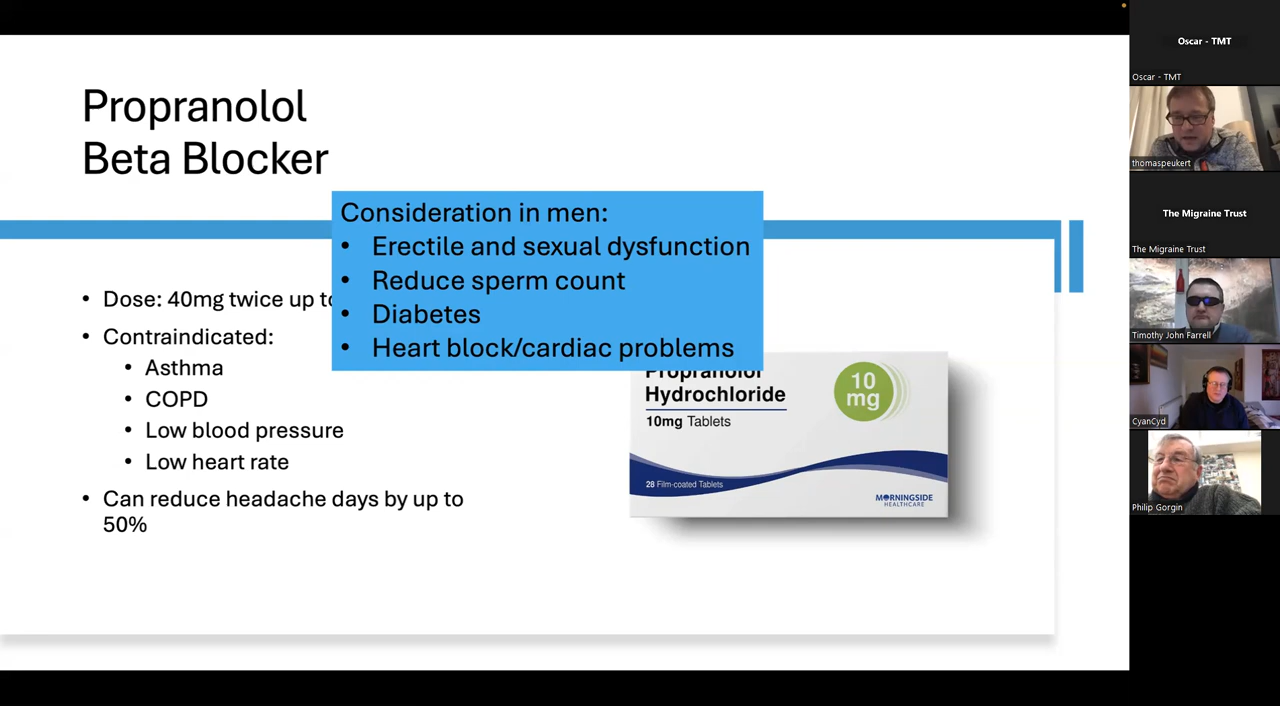 Propranolol
Beta Blocker
Consideration in men:
• Erectile and sexual dysfunction
• Reduce sperm count
• Diabetes
• Heart block/cardiac problems
• Dose: 40mg twice up to
• Contraindicated:
• Asthma
• COPD
• Low blood pressure
• Low heart rate
• Can reduce headache days by up to
50%
Propranolol
Hydrochloride
10mg Tablets
10
mg
28 Film-coated Tablets
MORNINGSIDE
HEALTHCARE
Oscar - TMT
Oscar - TMT
thomaspeukert
The Migraine Trust
The Migraine Trust
Timothy John Farrell
CyanCyd
Philip Gorgin